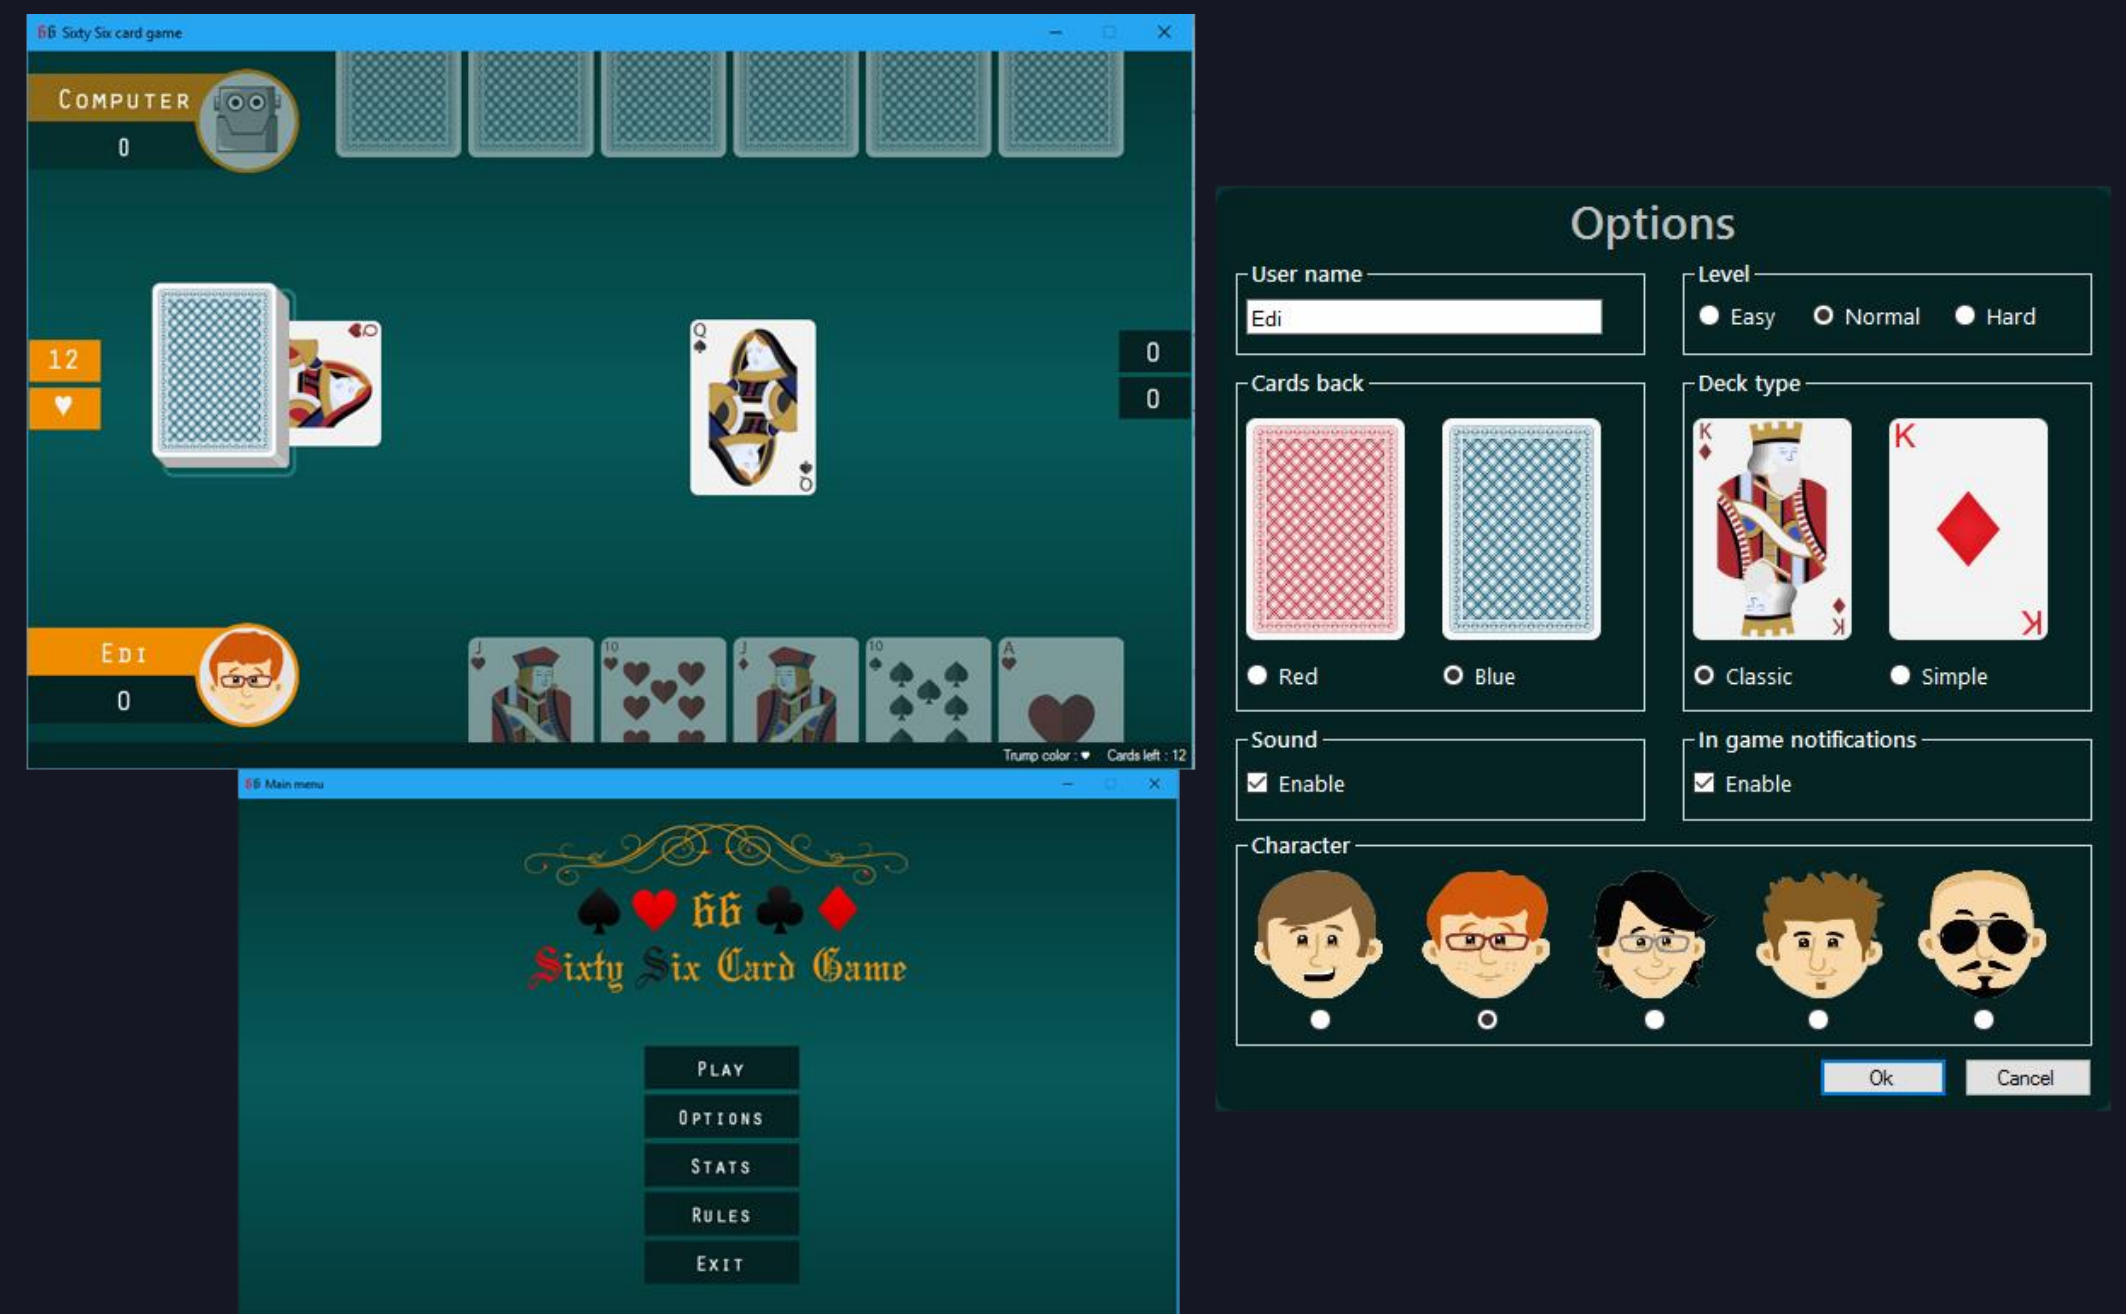 66 Sixty Six card game
COMPUTER
0
Q
12
Q
Q
0
0
EDI
0
J
10
J
10
A
Trump color : ♥ Cards left : 12
66 Main menu
66
Sixty Six Card Game
PLAY
OPTIONS
STATS
RULES
EXIT
Options
User name
Edi
Level
Easy Normal Hard
Cards back
Red Blue
Deck type
K
K
K
K
Classic Simple
Sound
Enable
In game notifications
Enable
Character
Ok Cancel